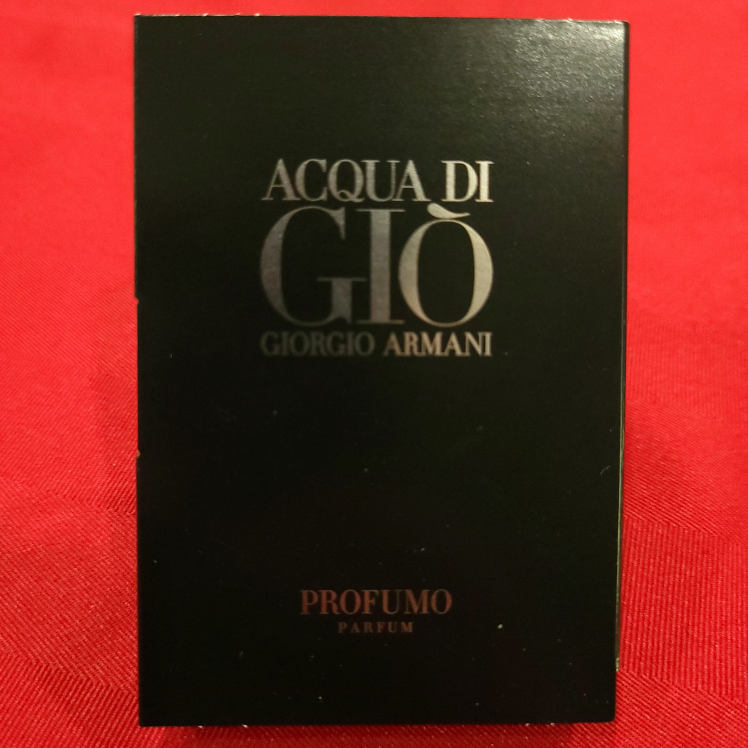 ACQUA DI
GIÒ
GIORGIO ARMANI
PROFUMO
PARFUM